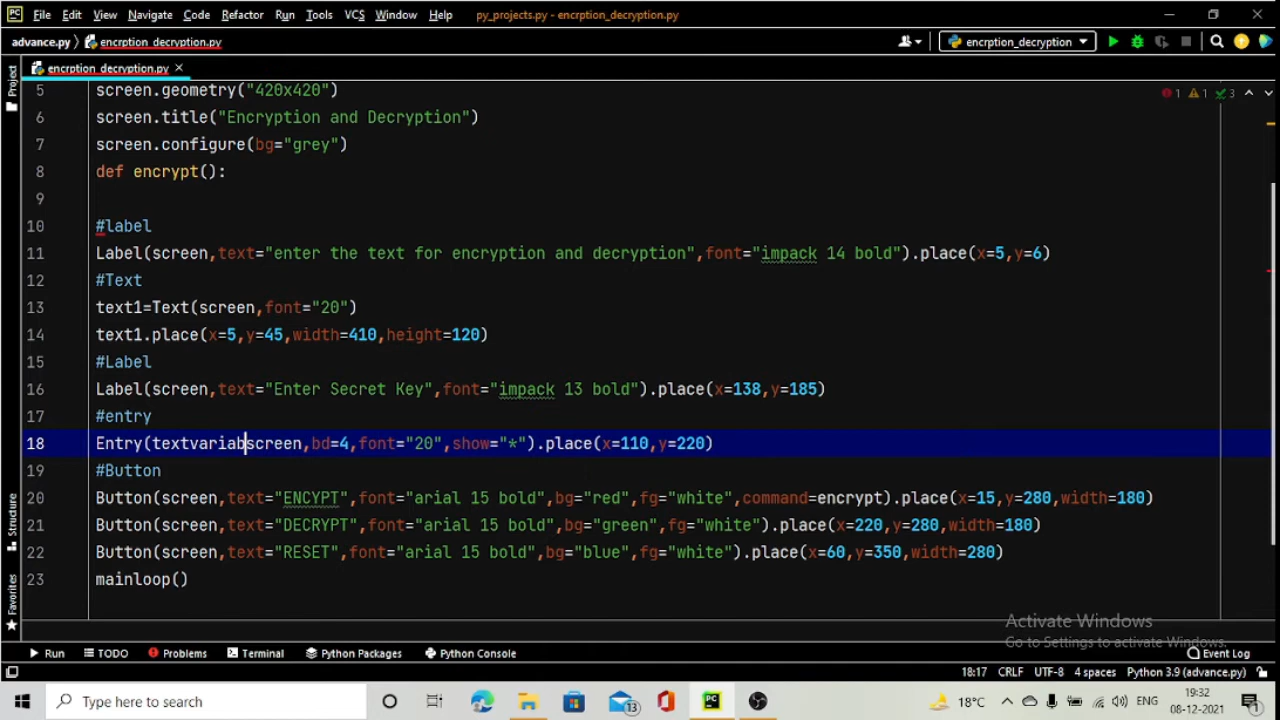 File Edit View Navigate Code Refactor Run Tools VCS Window Help py_projects.py - encrption_decryption.py
advance.py encrption_decryption.py encrption_decryption
Project encrption_decryption.py
1 1 3
5 screen.geometry("420x420")
6 screen.title("Encryption and Decryption")
7 screen.configure(bg="grey")
8 def encrypt():
9
10 #label
11 Label(screen,text="enter the text for encryption and decryption",font="impack 14 bold").place(x=5,y=6)
12 #Text
13 text1=Text(screen,font="20")
14 text1.place(x=5,y=45,width=410,height=120)
15 #Label
16 Label(screen,text="Enter Secret Key",font="impack 13 bold").place(x=138,y=185)
17 #entry
18 Entry(textvariabscreen,bd=4,font="20",show="*").place(x=110,y=220)
19 #Button
20 Button(screen,text="ENCYPT",font="arial 15 bold",bg="red",fg="white",command=encrypt).place(x=15,y=280,width=180)
21 Button(screen,text="DECRYPT",font="arial 15 bold",bg="green",fg="white").place(x=220,y=280,width=180)
22 Button(screen,text="RESET",font="arial 15 bold",bg="blue",fg="white").place(x=60,y=350,width=280)
23 mainloop()
Structure
Favorites
Activate Windows
Go to Settings to activate Windows.
Run TODO Problems Terminal Python Packages Python Console Event Log
18:17 CRLF UTF-8 4 spaces Python 3.9 (advance.py)
Type here to search 13 18°C ENG 19:32
08-12-2021 1